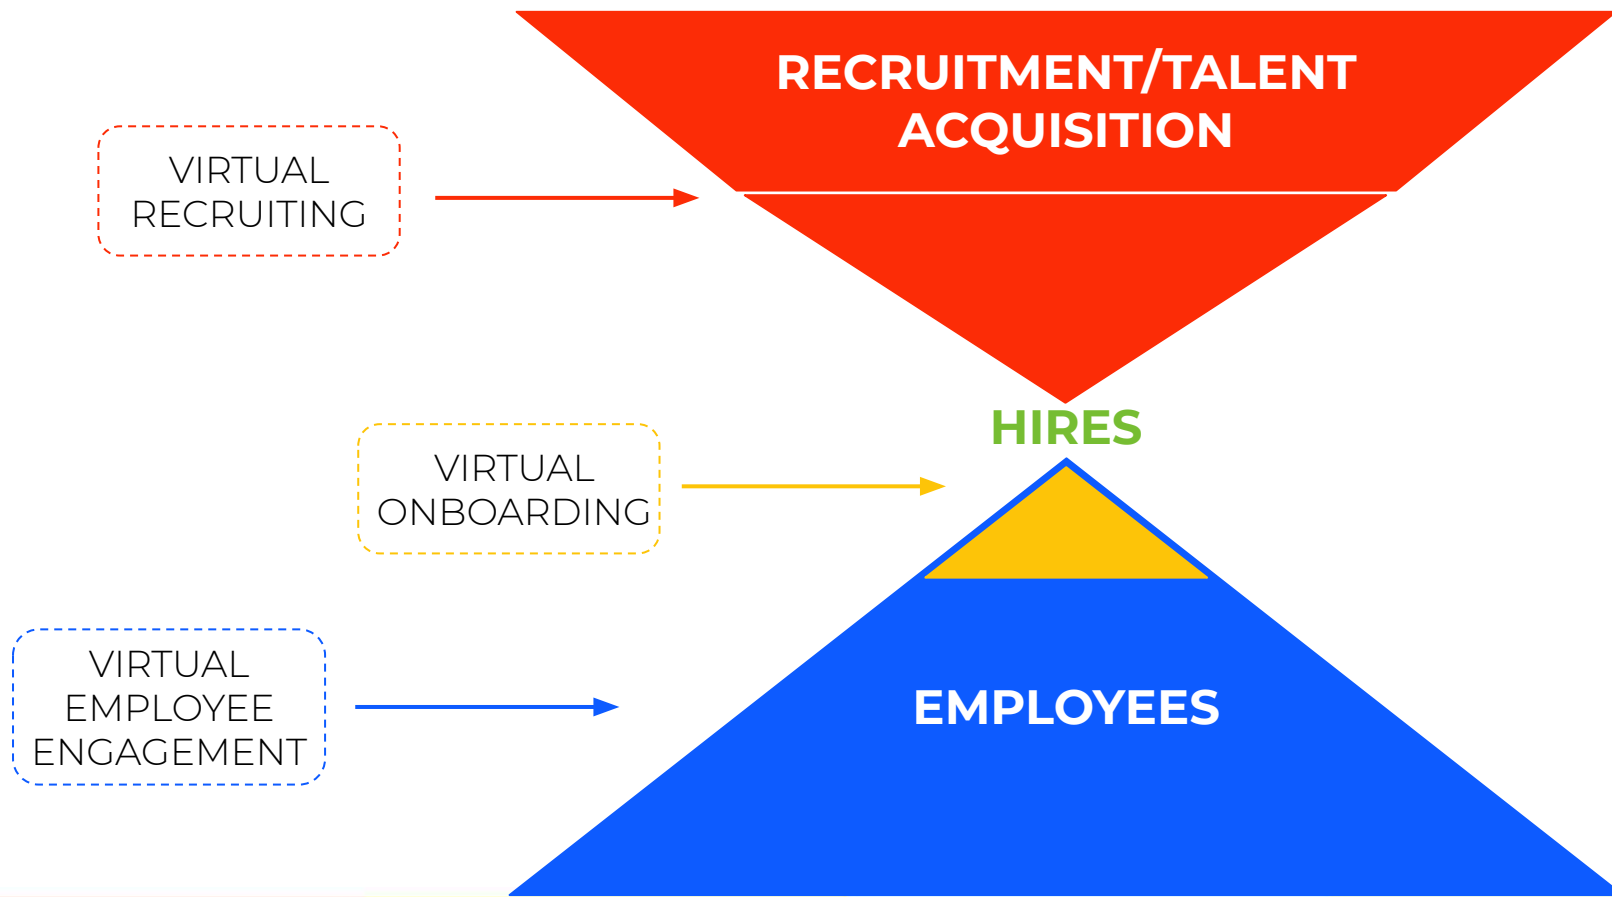 RECRUITMENT/TALENT
ACQUISITION
VIRTUAL
RECRUITING
HIRES
VIRTUAL
ONBOARDING
VIRTUAL
EMPLOYEE
ENGAGEMENT
EMPLOYEES